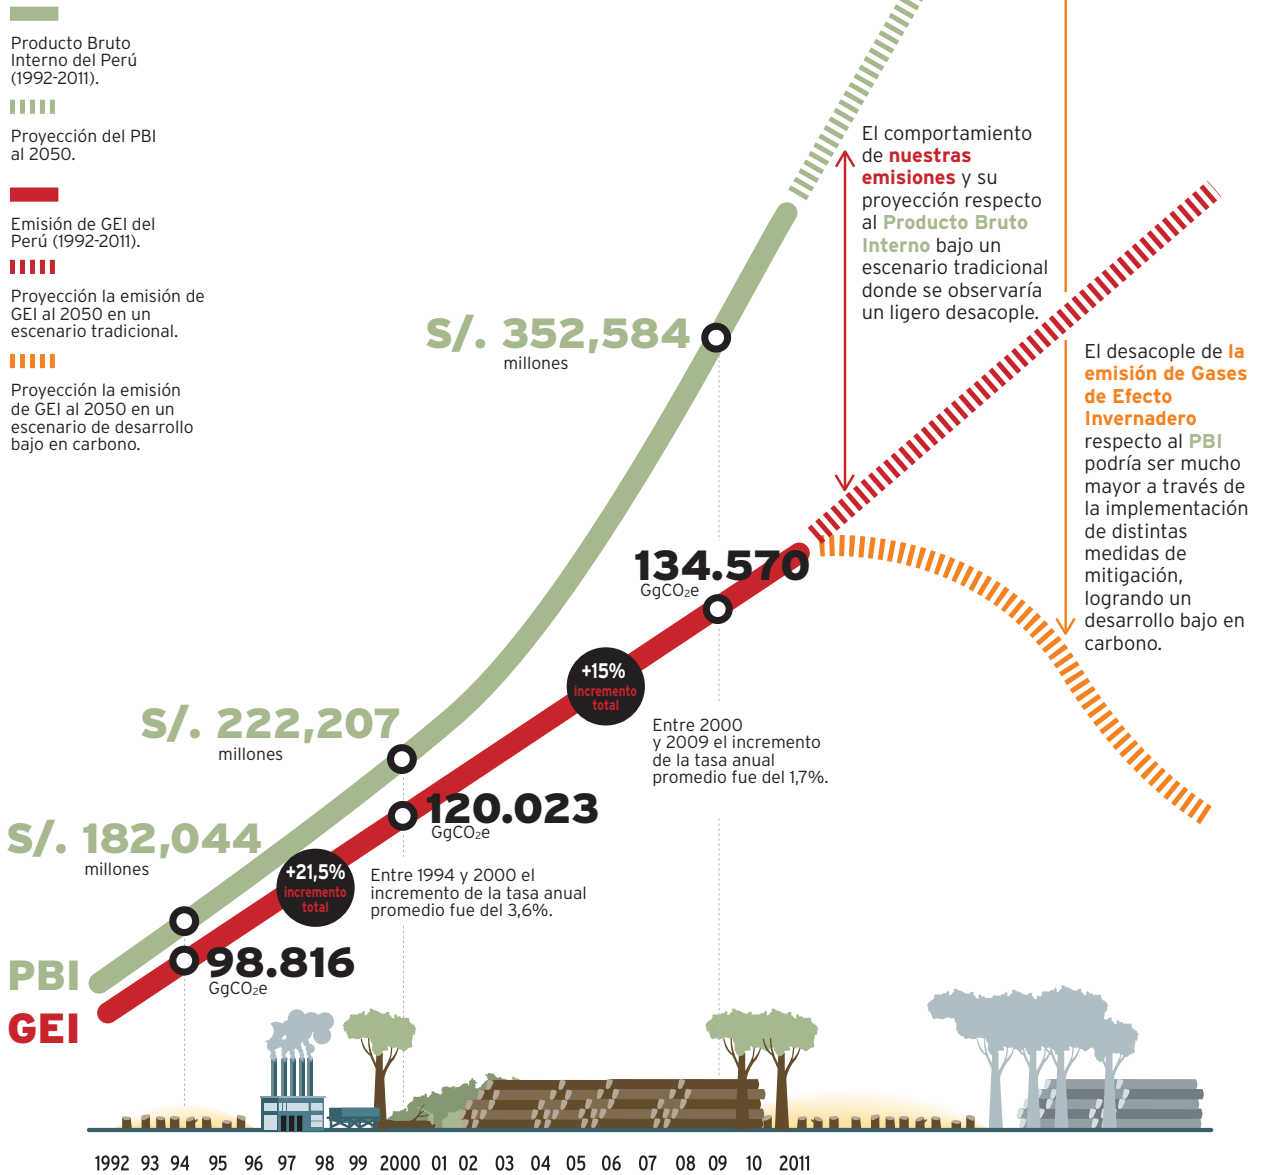 Producto Bruto
Interno del Perú
(1992-2011).
Proyección del PBI
al 2050.
Emisión de GEI del
Perú (1992-2011).
Proyección la emisión de
GEI al 2050 en un
escenario tradicional.
Proyección la emisión
de GEI al 2050 en un
escenario de desarrollo
bajo en carbono.
El comportamiento
de nuestras
emisiones y su
proyección respecto
al Producto Bruto
Interno bajo un
escenario tradicional
donde se observaría
un ligero desacople.
El desacople de la
emisión de Gases
de Efecto
Invernadero
respecto al PBI
podría ser mucho
mayor a través de
la implementación
de distintas
medidas de
mitigación,
logrando un
desarrollo bajo en
carbono.
S/. 352,584
millones
134.570
GgCO₂e
+15%
incremento
total
Entre 2000
y 2009 el incremento
de la tasa anual
promedio fue del 1,7%.
S/. 222,207
millones
120.023
GgCO₂e
S/. 182,044
millones
+21,5%
incremento
total
Entre 1994 y 2000 el
incremento de la tasa anual
promedio fue del 3,6%.
98.816
GgCO₂e
PBI
GEI
1992 93 94 95 96 97 98 99 2000 01 02 03 04 05 06 07 08 09 10 2011